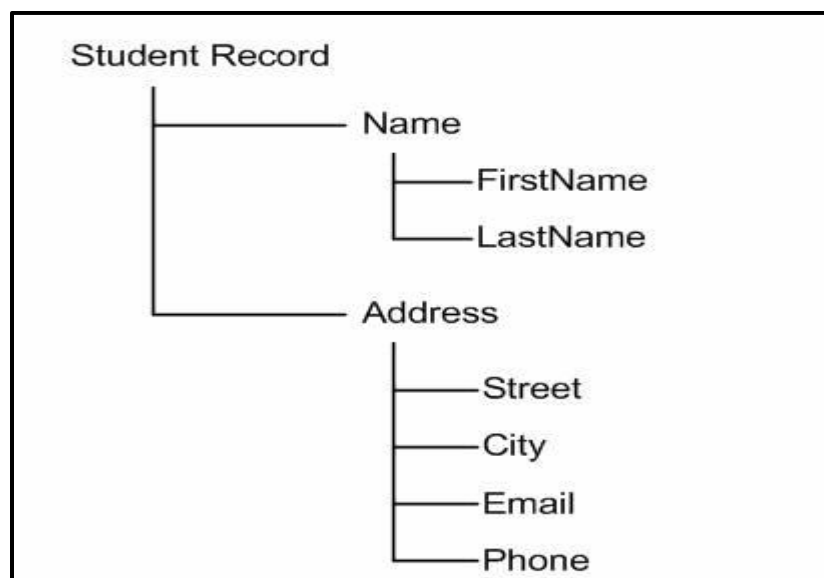 Student Record
Name
FirstName
LastName
Address
Street
City
Email
Phone